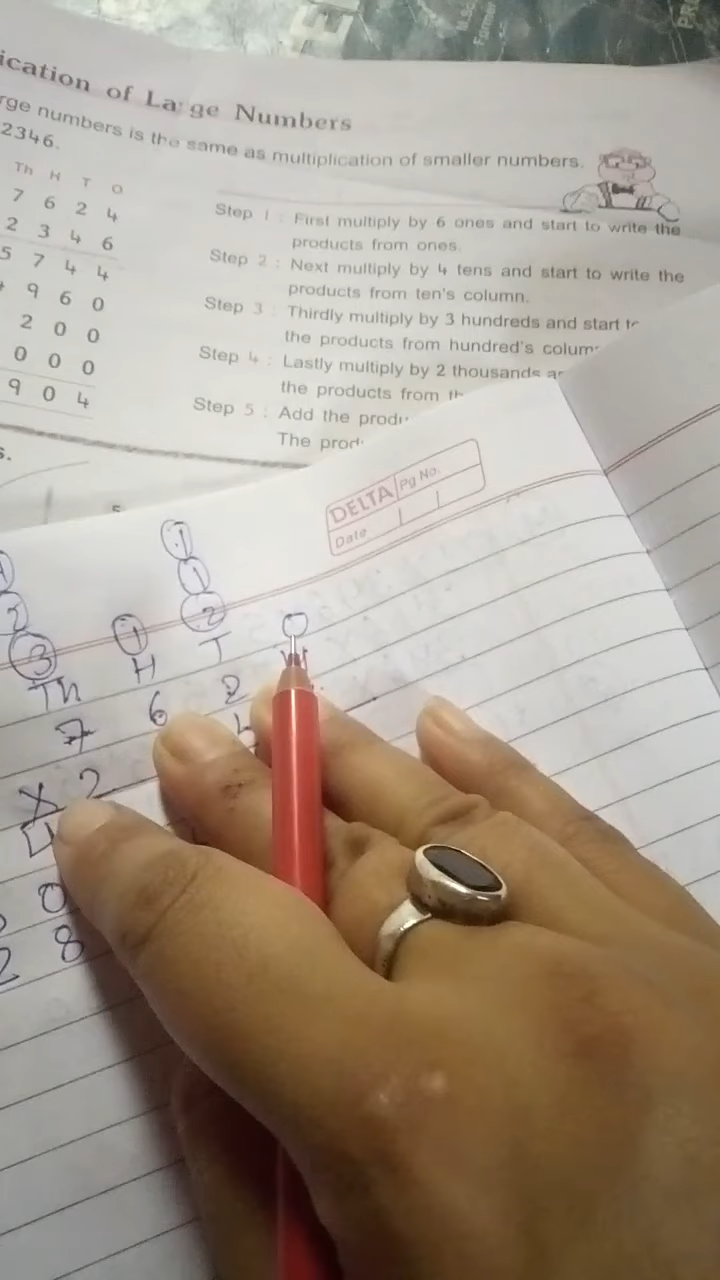 ication of Large Numbers
rge numbers is the same as multiplication of smaller numbers.
2346.
Th H T O
7 6 2 4
2 3 4 6
5 7 4 4
9 6 0
2 0 0
0 0 0
9 0 4
Step 1 : First multiply by 6 ones and start to write the
products from ones.
Step 2 : Next multiply by 4 tens and start to write the
products from ten's column.
Step 3 : Thirdly multiply by 3 hundreds and start
the products from hundred's colum
Step 4 : Lastly multiply by 2 thousands
the products from
Step 5 : Add the
The
DELTA Pg No.
Date
1
1
2 2
3 1
Th H T O
7 6 2
X 2
0
2 8